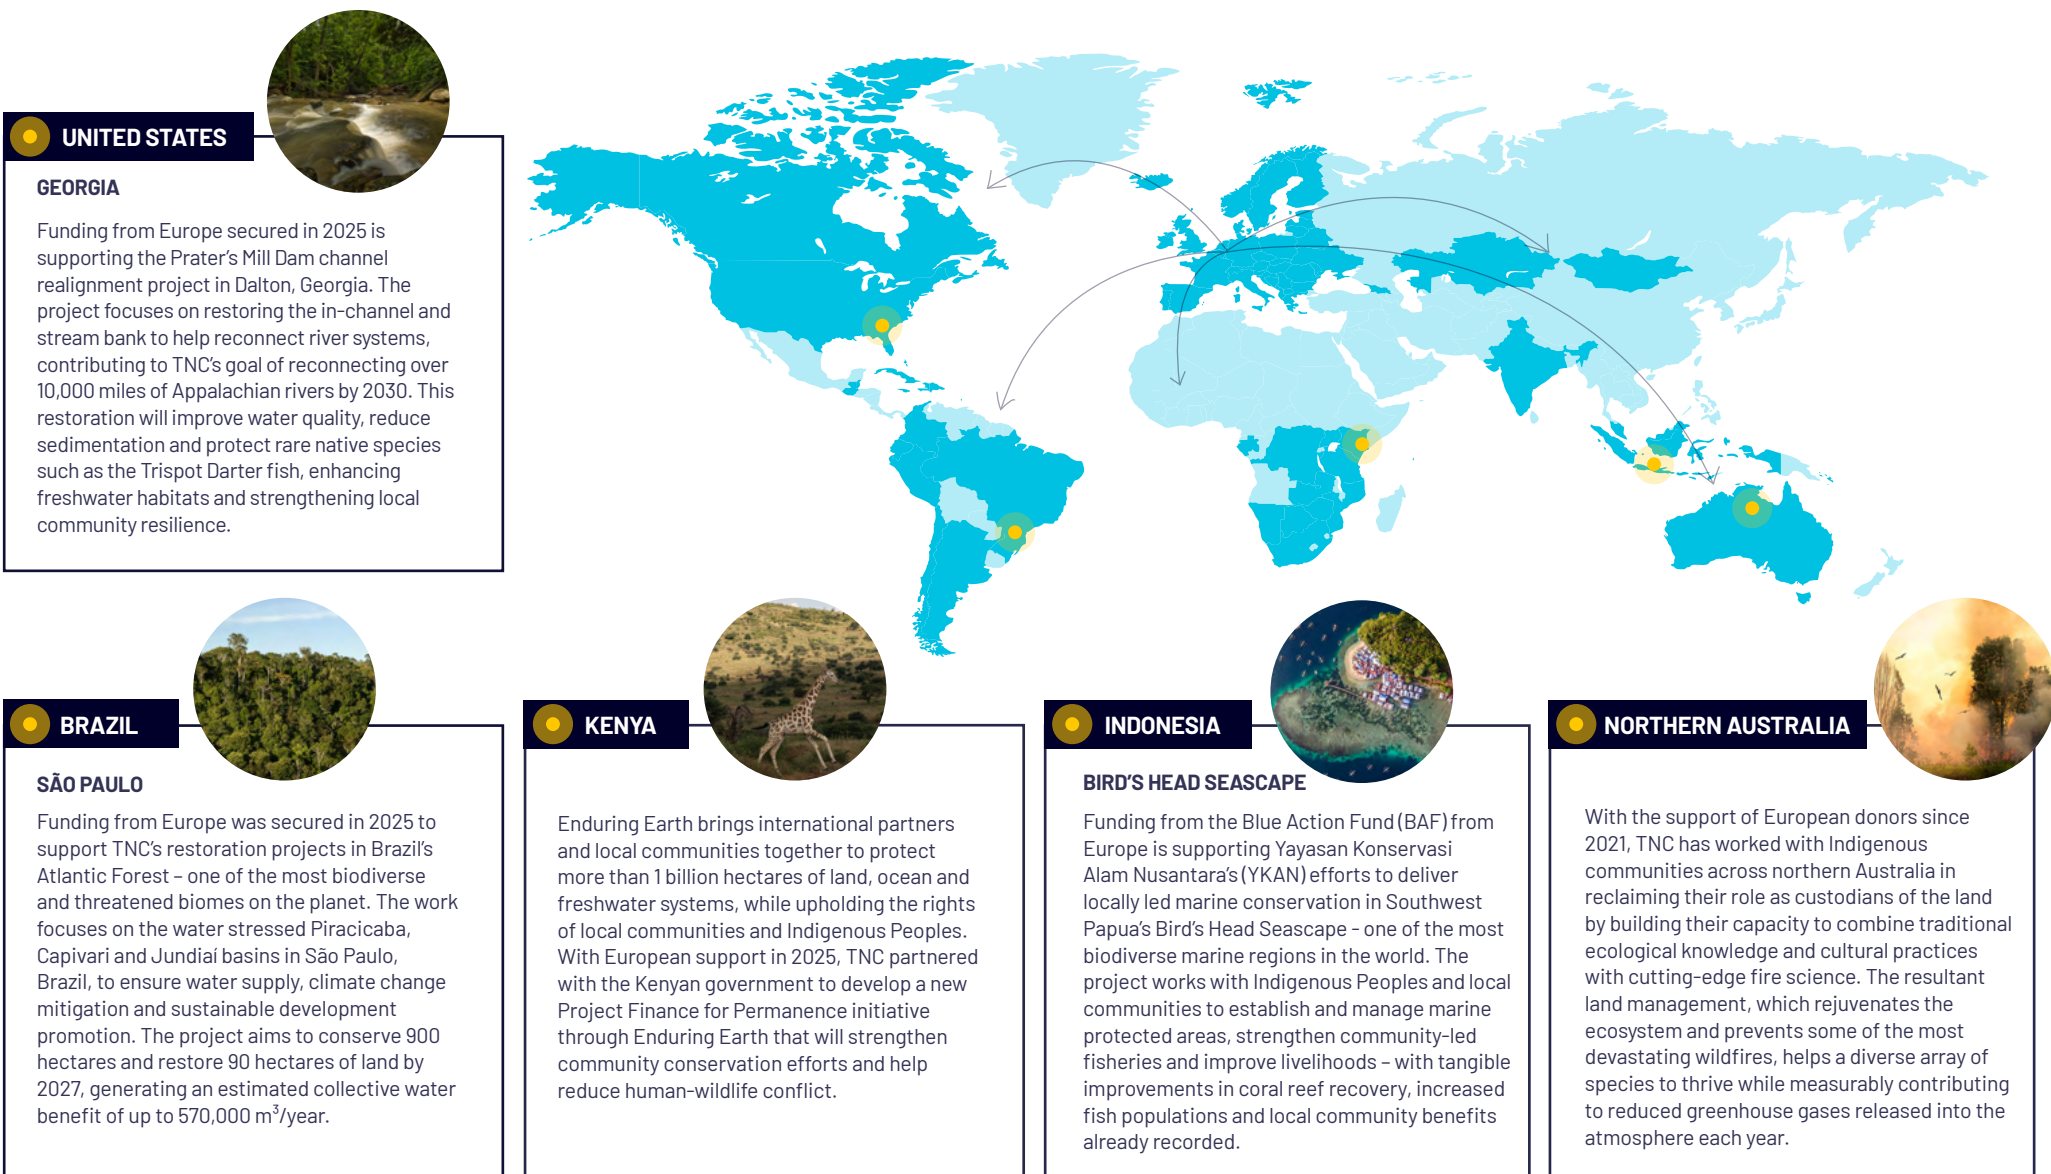 UNITED STATES
GEORGIA
Funding from Europe secured in 2025 is
supporting the Prater's Mill Dam channel
realignment project in Dalton, Georgia. The
project focuses on restoring the in-channel and
stream bank to help reconnect river systems,
contributing to TNC's goal of reconnecting over
10,000 miles of Appalachian rivers by 2030. This
restoration will improve water quality, reduce
sedimentation and protect rare native species
such as the Trispot Darter fish, enhancing
freshwater habitats and strengthening local
community resilience.
BRAZIL
SÃO PAULO
Funding from Europe was secured in 2025 to
support TNC's restoration projects in Brazil's
Atlantic Forest – one of the most biodiverse
and threatened biomes on the planet. The work
focuses on the water stressed Piracicaba,
Capivari and Jundiaí basins in São Paulo,
Brazil, to ensure water supply, climate change
mitigation and sustainable development
promotion. The project aims to conserve 900
hectares and restore 90 hectares of land by
2027, generating an estimated collective water
benefit of up to 570,000 m³/year.
KENYA
Enduring Earth brings international partners
and local communities together to protect
more than 1 billion hectares of land, ocean and
freshwater systems, while upholding the rights
of local communities and Indigenous Peoples.
With European support in 2025, TNC partnered
with the Kenyan government to develop a new
Project Finance for Permanence initiative
through Enduring Earth that will strengthen
community conservation efforts and help
reduce human-wildlife conflict.
INDONESIA
BIRD'S HEAD SEASCAPE
Funding from the Blue Action Fund (BAF) from
Europe is supporting Yayasan Konservasi
Alam Nusantara's (YKAN) efforts to deliver
locally led marine conservation in Southwest
Papua's Bird's Head Seascape - one of the most
biodiverse marine regions in the world. The
project works with Indigenous Peoples and local
communities to establish and manage marine
protected areas, strengthen community-led
fisheries and improve livelihoods – with tangible
improvements in coral reef recovery, increased
fish populations and local community benefits
already recorded.
NORTHERN AUSTRALIA
With the support of European donors since
2021, TNC has worked with Indigenous
communities across northern Australia in
reclaiming their role as custodians of the land
by building their capacity to combine traditional
ecological knowledge and cultural practices
with cutting-edge fire science. The resultant
land management, which rejuvenates the
ecosystem and prevents some of the most
devastating wildfires, helps a diverse array of
species to thrive while measurably contributing
to reduced greenhouse gases released into the
atmosphere each year.